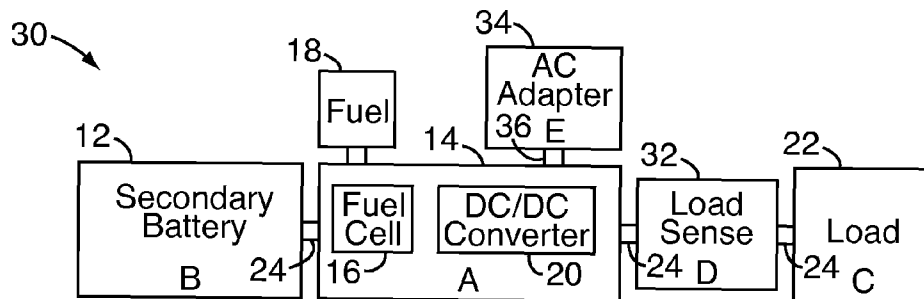 30
18
Fuel
34
AC
Adapter
E
36
12
14
32
22
Secondary
Battery
B
24
Fuel
Cell
16
DC/DC
Converter
20
A
24
Load
Sense
D
24
Load
C